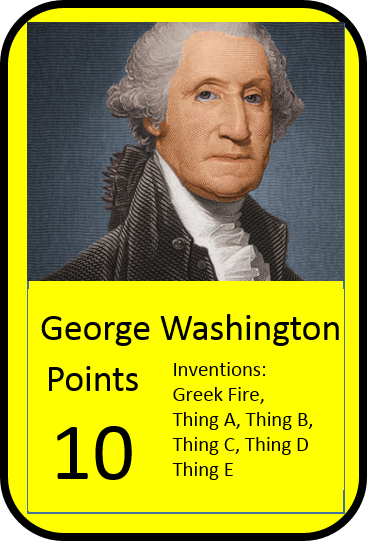 George Washington
Points
10
Inventions:
Greek Fire,
Thing A, Thing B,
Thing C, Thing D
Thing E